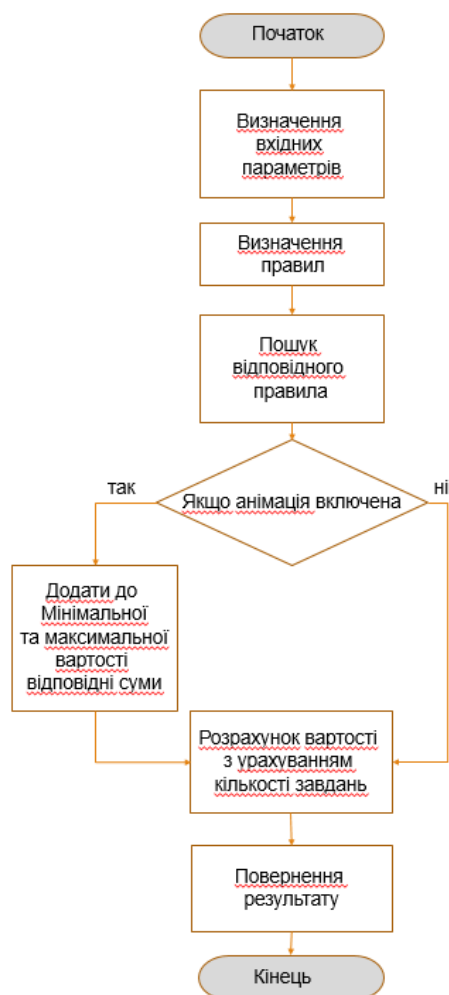 Початок
Визначення
вхідних
параметрів
Визначення
правил
Пошук
відповідного
правила
Якщо анімація включена
так
ні
Додати до
Мінімальної
та максимальної
вартості
відповідні суми
Розрахунок вартості
з урахуванням
кількості завдань
Повернення
результату
Кінець